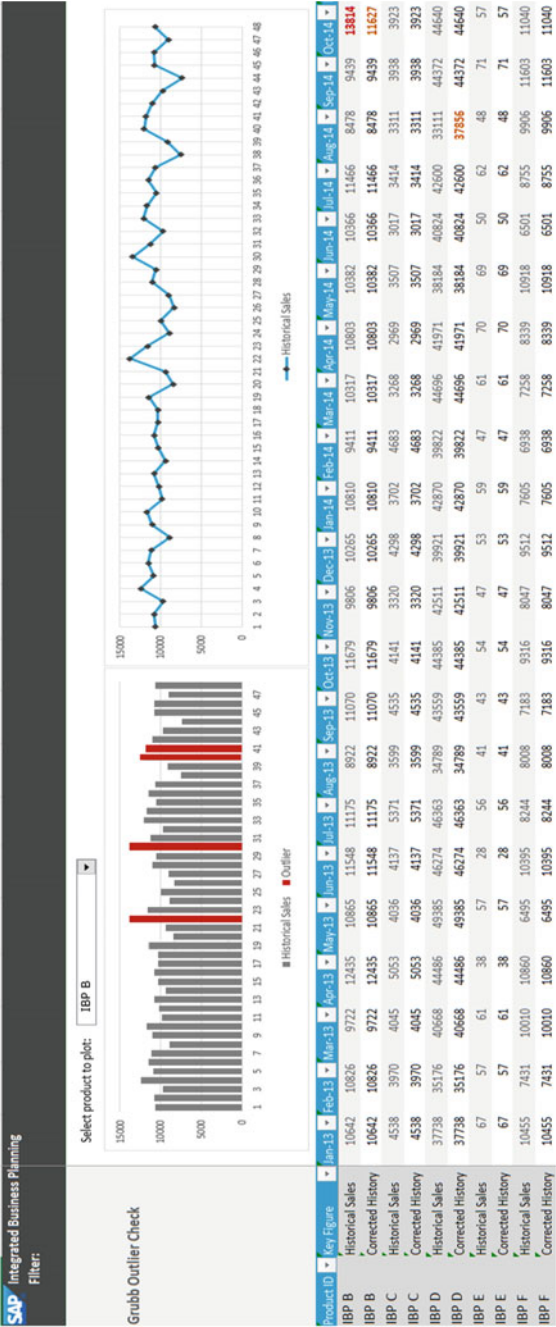 SAP Integrated Business Planning
Filter:
Select product to plot: IBP B
Grubb Outlier Check
15000
10000
5000
0
1 3 5 7 9 11 13 15 17 19 21 23 25 27 29 31 33 35 37 39 41 43 45 47
Historical Sales Outlier
15000
10000
5000
0
1 2 3 4 5 6 7 8 9 10 11 12 13 14 15 16 17 18 19 20 21 22 23 24 25 26 27 28 29 30 31 32 33 34 35 36 37 38 39 40 41 42 43 44 45 46 47 48
Historical Sales
Product ID Key Figure Jan-13 Feb-13 Mar-13 Apr-13 May-13 Jun-13 Jul-13 Aug-13 Sep-13 Oct-13 Nov-13 Dec-13 Jan-14 Feb-14 Mar-14 Apr-14 May-14 Jun-14 Jul-14 Aug-14 Sep-14 Oct-14
IBP B Historical Sales 10642 10826 9722 12435 10865 11548 11175 8922 11070 11679 9806 10265 10810 9411 10317 10803 10382 10366 11466 8478 9439 13814
IBP B Corrected History 10642 10826 9722 12435 10865 11548 11175 8922 11070 11679 9806 10265 10810 9411 10317 10803 10382 10366 11466 8478 9439 11627
IBP C Historical Sales 4538 3970 4045 5053 4036 4137 5371 3599 4535 4141 3320 4298 3702 4683 3268 2969 3507 3017 3414 3311 3938 3923
IBP C Corrected History 4538 3970 4045 5053 4036 4137 5371 3599 4535 4141 3320 4298 3702 4683 3268 2969 3507 3017 3414 3311 3938 3923
IBP D Historical Sales 37738 35176 40668 44486 49385 46274 46363 34789 43559 44385 42511 39921 42870 39822 44696 41971 38184 40824 42600 33111 44372 44640
IBP D Corrected History 37738 35176 40668 44486 49385 46274 46363 34789 43559 44385 42511 39921 42870 39822 44696 41971 38184 40824 42600 37856 44372 44640
IBP E Historical Sales 67 57 61 38 57 28 56 41 43 54 47 53 59 47 61 70 69 50 62 48 71 57
IBP E Corrected History 67 57 61 38 57 28 56 41 43 54 47 53 59 47 61 70 69 50 62 48 71 57
IBP F Historical Sales 10455 7431 10010 10860 6495 10395 8244 8008 7183 9316 8047 9512 7605 6938 7258 8339 10918 6501 8755 9906 11603 11040
IBP F Corrected History 10455 7431 10010 10860 6495 10395 8244 8008 7183 9316 8047 9512 7605 6938 7258 8339 10918 6501 8755 9906 11603 11040